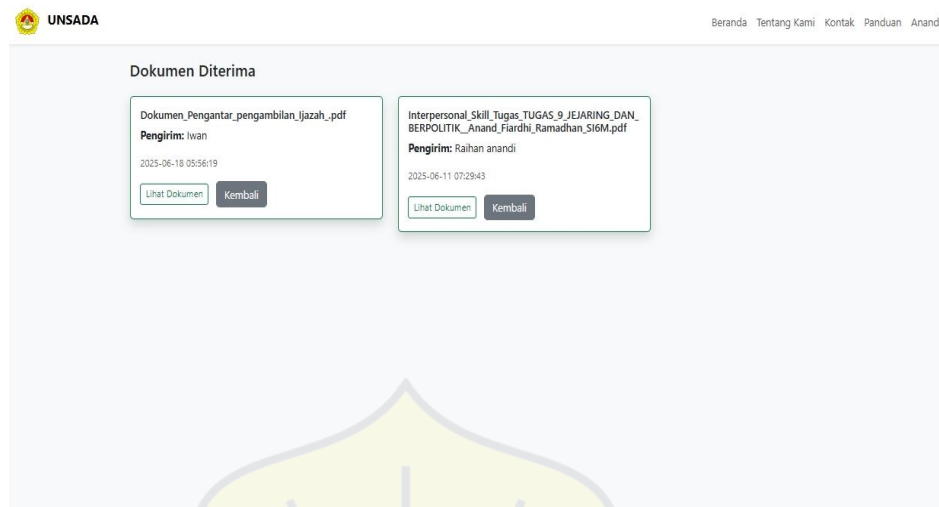 UNSADA
Beranda Tentang Kami Kontak Panduan Anand
Dokumen Diterima
Dokumen_Pengantar_pengambilan_Ijazah_.pdf
Pengirim: Iwan
2025-06-18 05:56:19
Lihat Dokumen Kembali
Interpersonal_Skill_Tugas_TUGAS_9_JEJARING_DAN_
BERPOLITIK__Anand_Fiardhi_Ramadhan_SI6M.pdf
Pengirim: Raihan anandi
2025-06-11 07:29:43
Lihat Dokumen Kembali